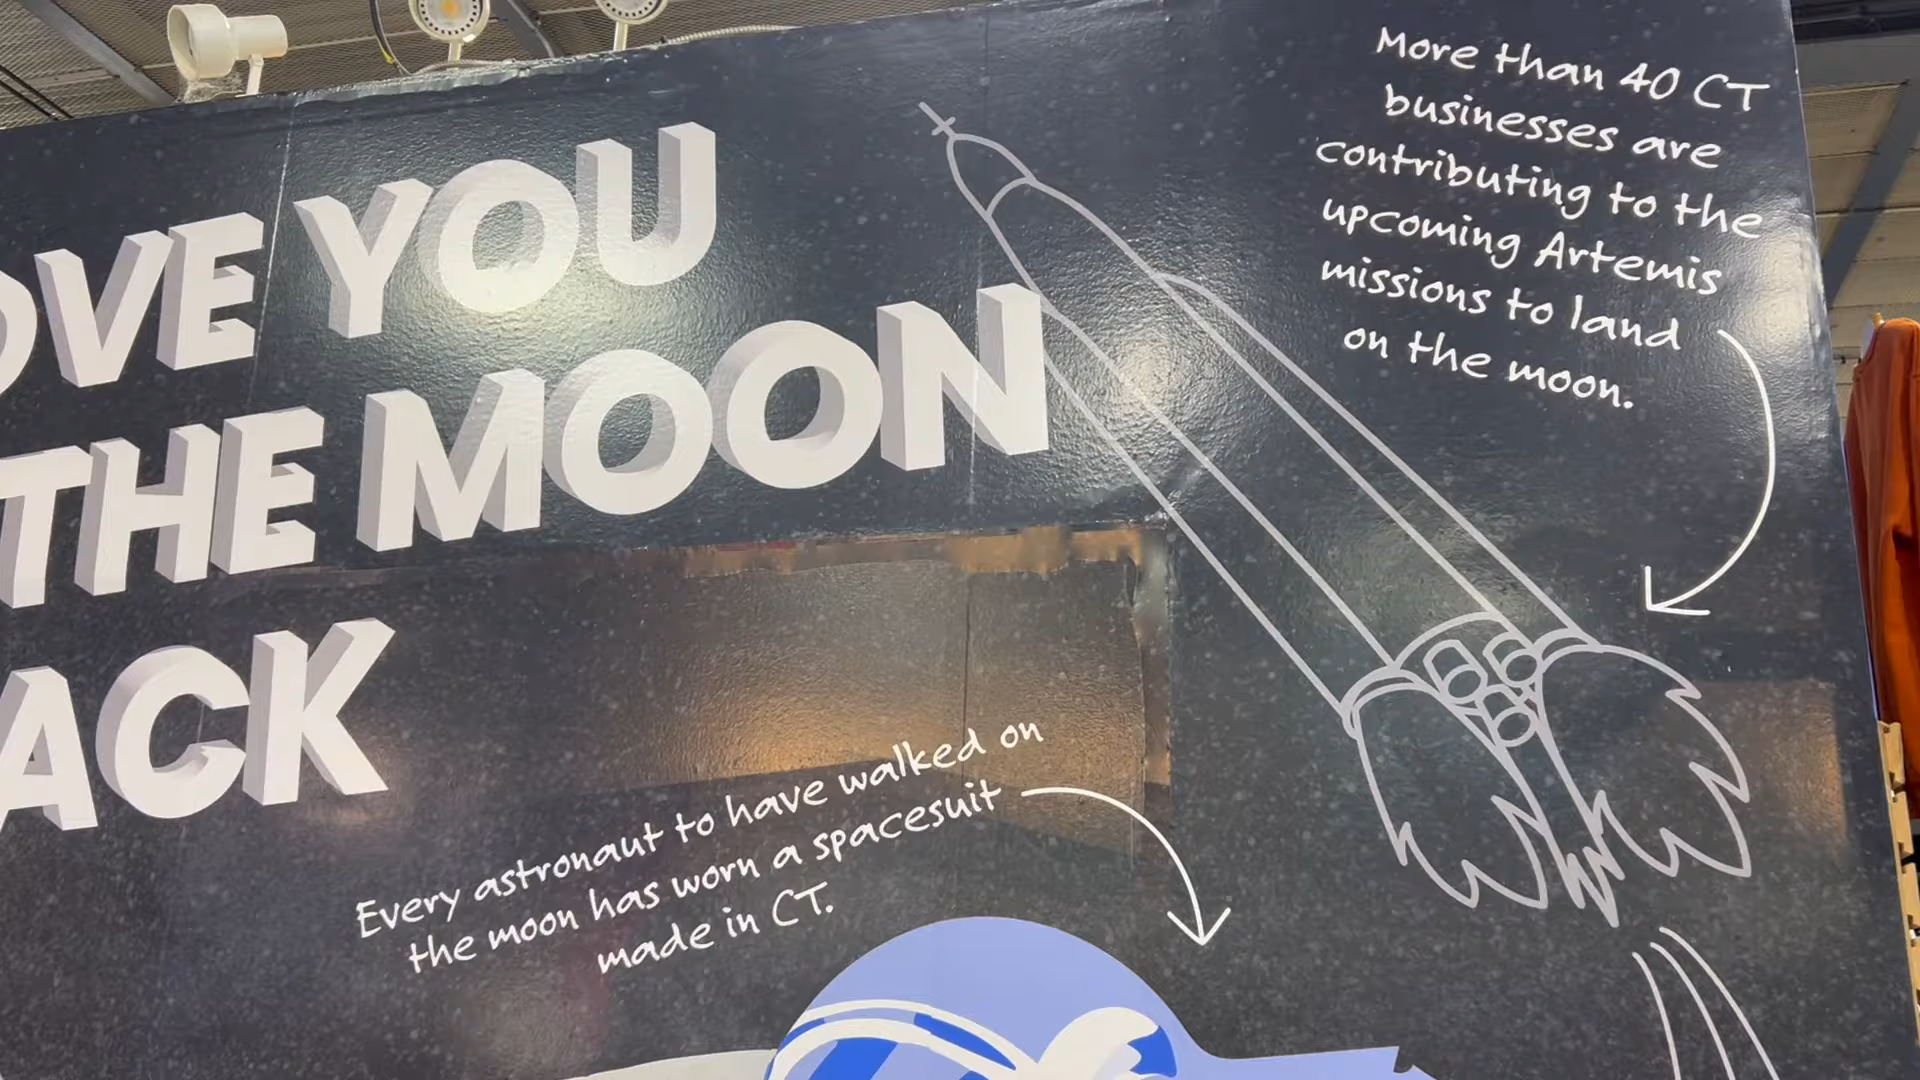 OVE YOU
THE MOON
ACK
More than 40 CT
businesses are
contributing to the
upcoming Artemis
missions to land
on the moon.
Every astronaut to have walked on
the moon has worn a spacesuit
made in CT.